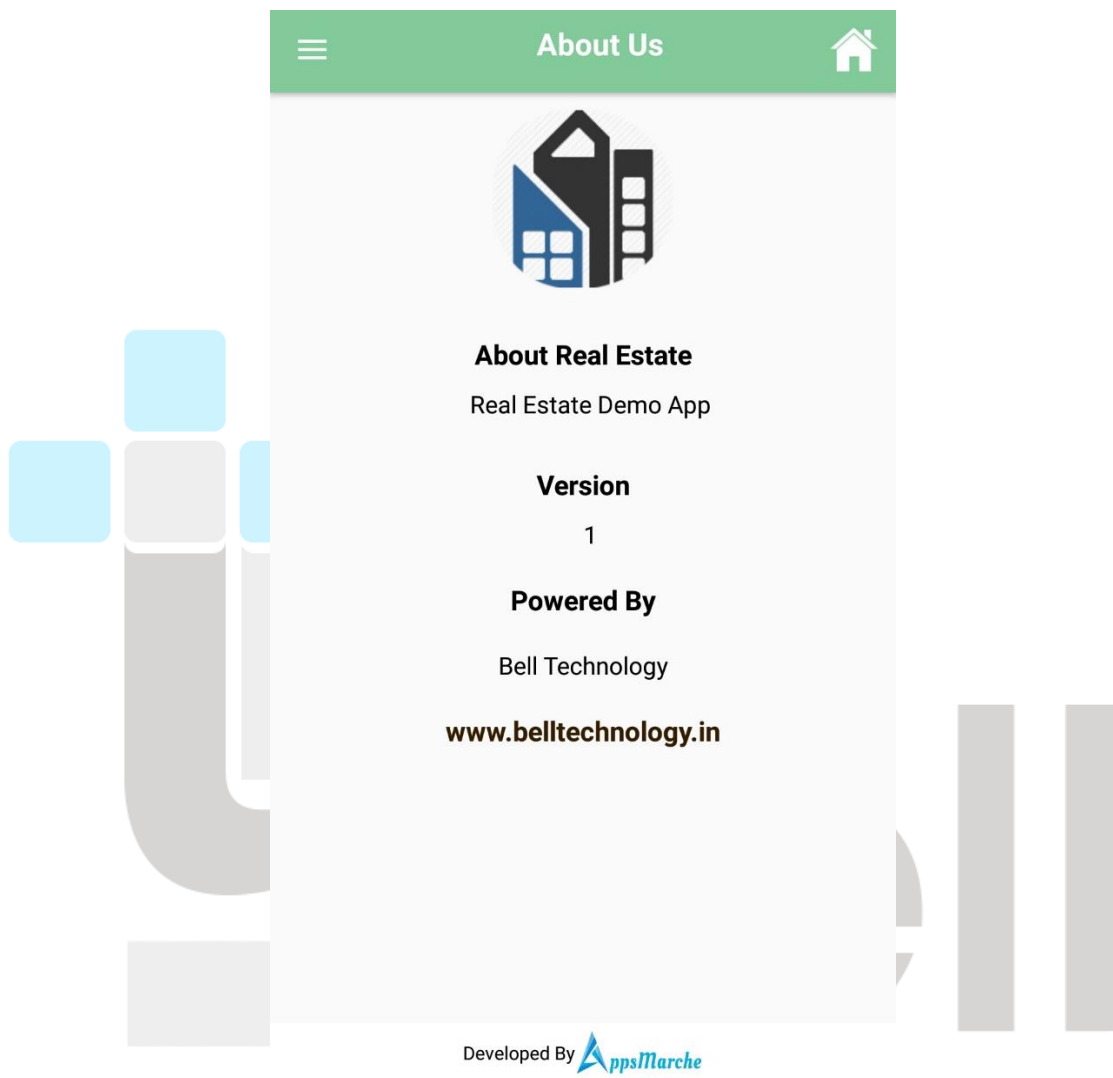 About Us
About Real Estate
Real Estate Demo App
Version
1
Powered By
Bell Technology
www.belltechnology.in
Developed By AppsMarche